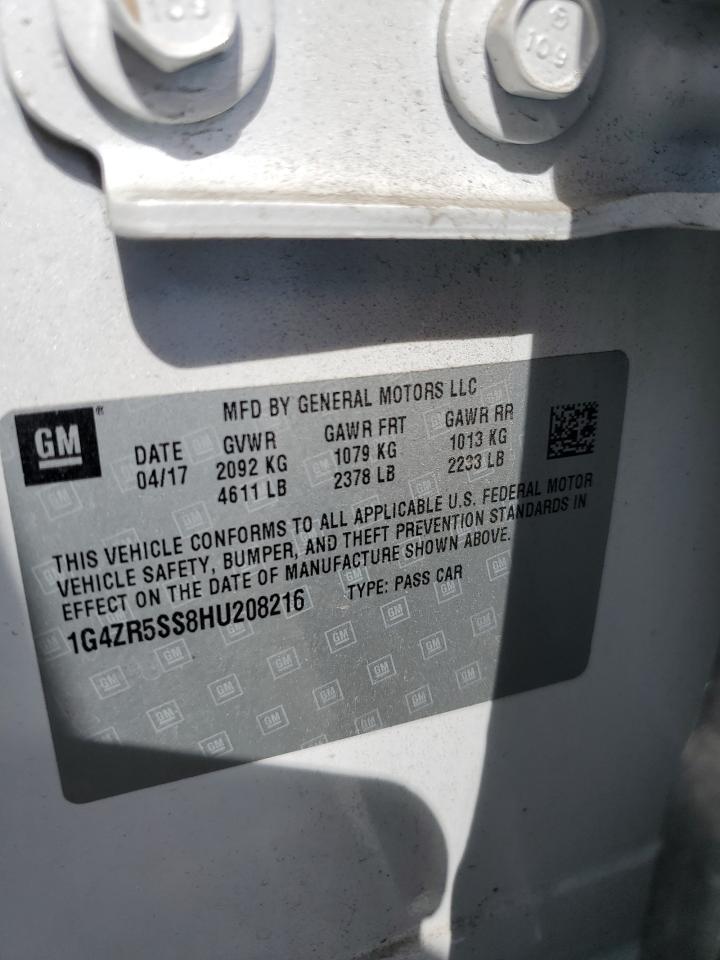 109
GM®
MFD BY GENERAL MOTORS LLC
DATE GVWR GAWR FRT GAWR RR
04/17 2092 KG 1079 KG 1013 KG
4611 LB 2378 LB 2233 LB
THIS VEHICLE CONFORMS TO ALL APPLICABLE U.S. FEDERAL MOTOR
VEHICLE SAFETY, BUMPER, AND THEFT PREVENTION STANDARDS IN
EFFECT ON THE DATE OF MANUFACTURE SHOWN ABOVE.
1G4ZR5SS8HU208216 TYPE: PASS CAR